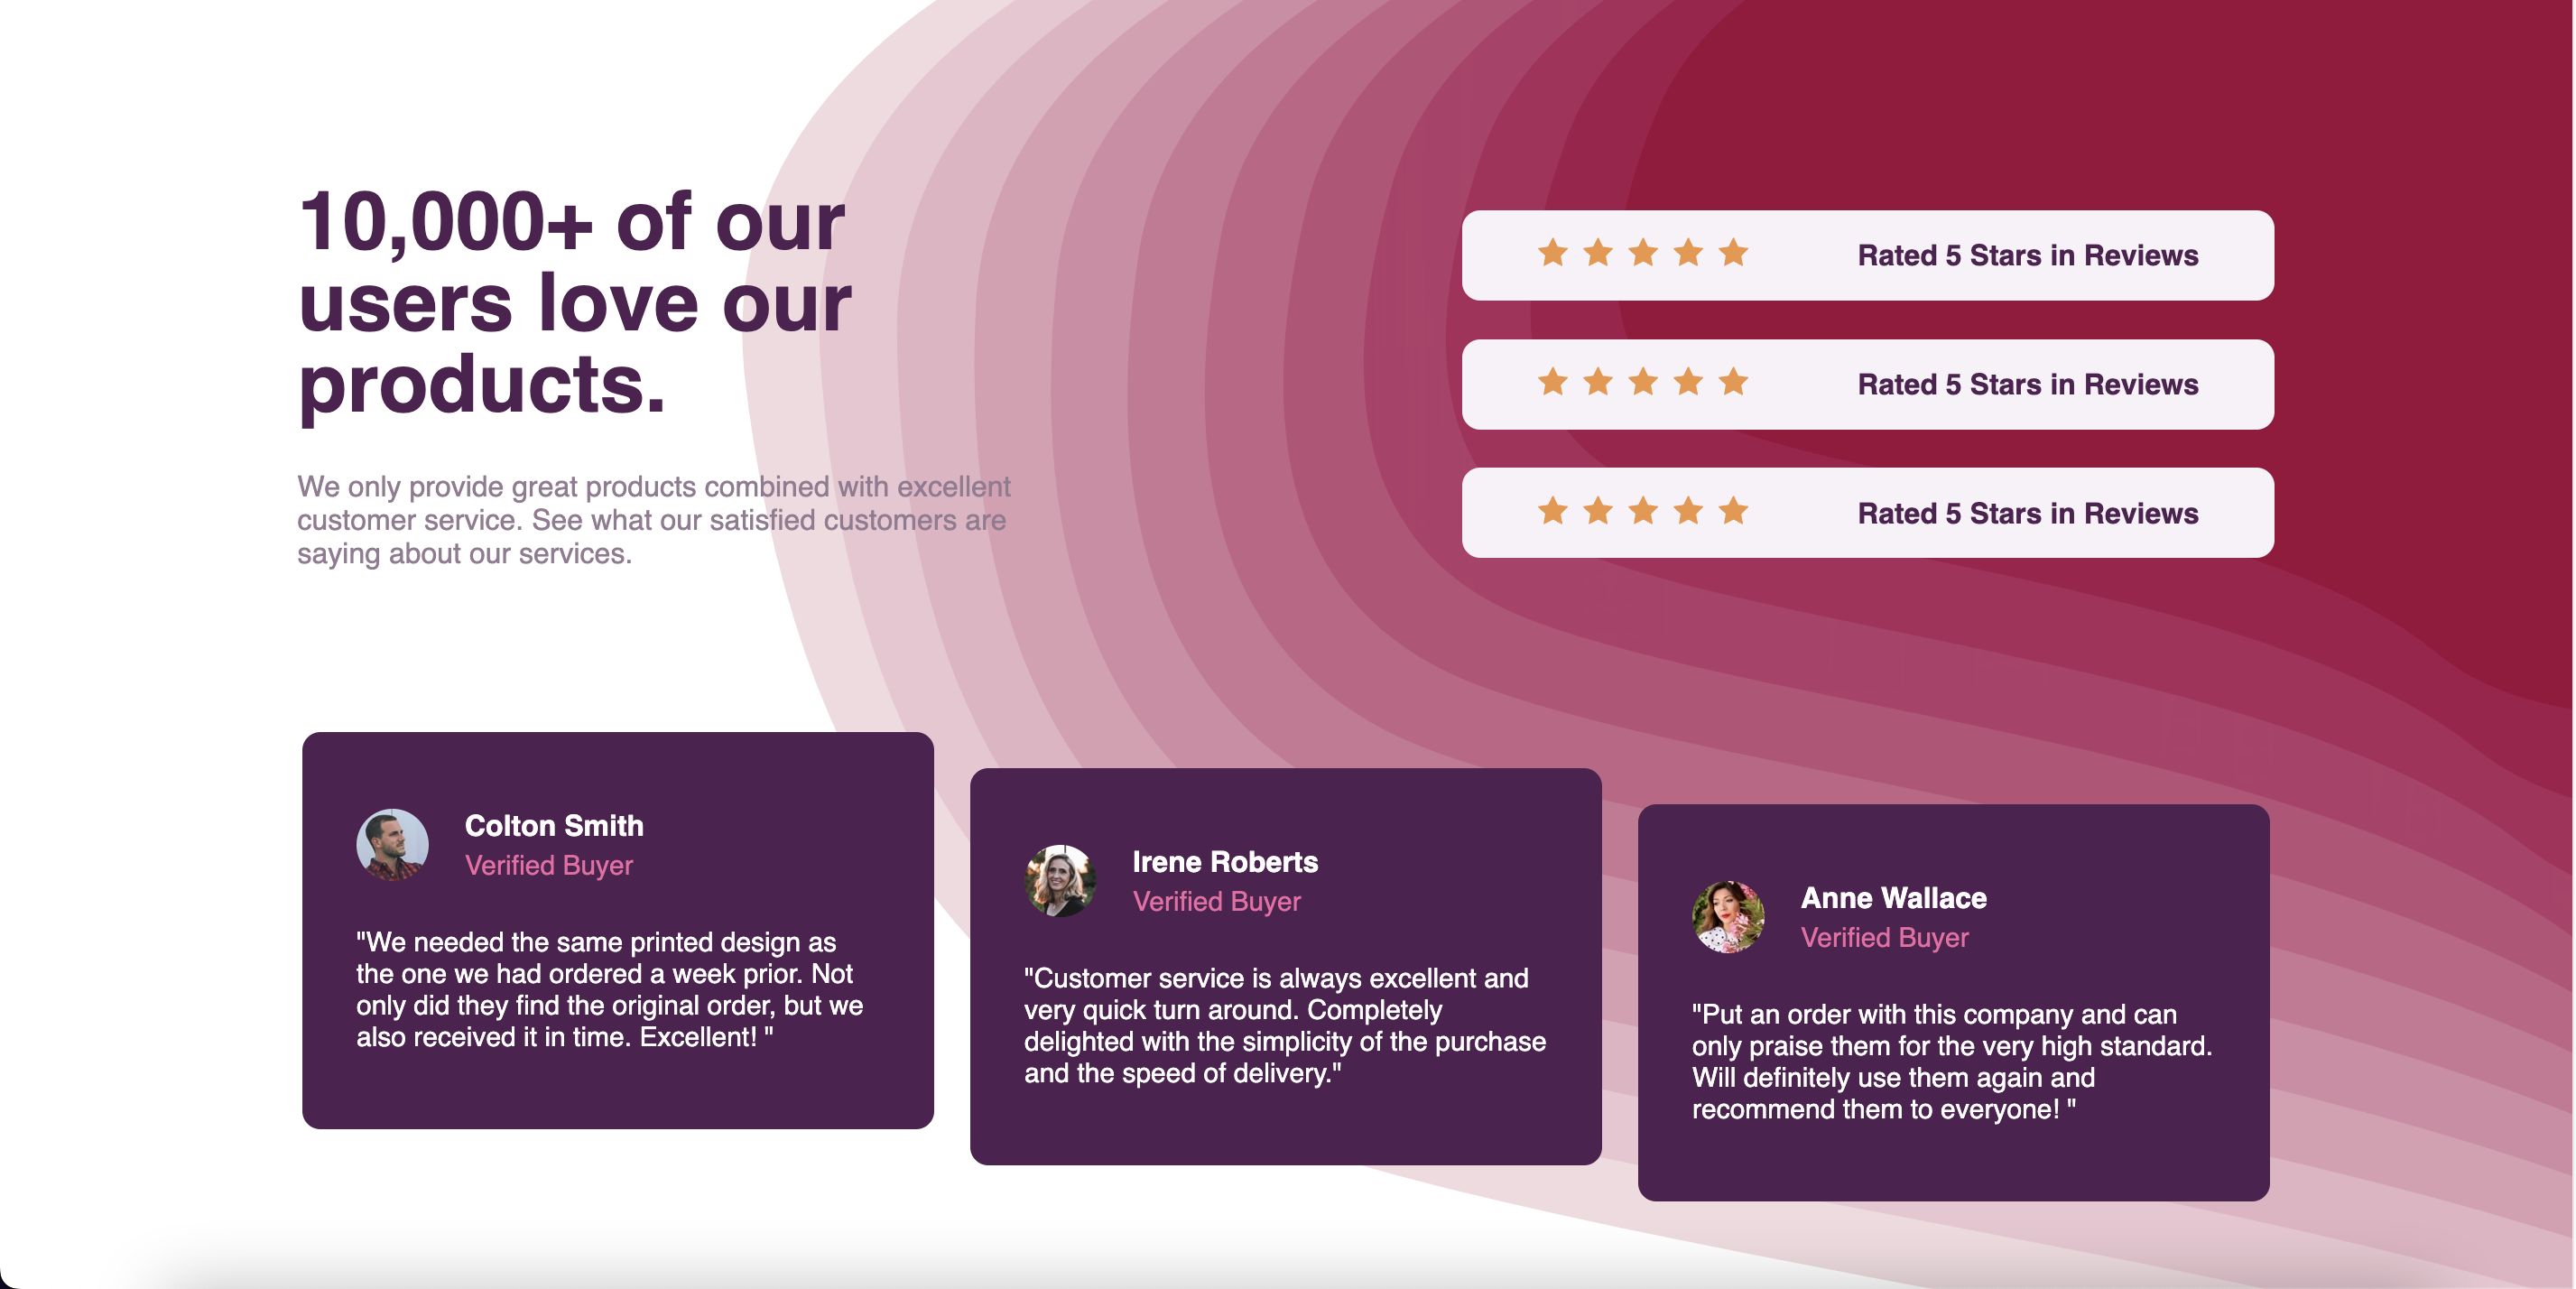 10,000+ of our
users love our
products.
We only provide great products combined with excellent
customer service. See what our satisfied customers are
saying about our services.
Rated 5 Stars in Reviews
Rated 5 Stars in Reviews
Rated 5 Stars in Reviews
Colton Smith
Verified Buyer
"We needed the same printed design as
the one we had ordered a week prior. Not
only did they find the original order, but we
also received it in time. Excellent! "
Irene Roberts
Verified Buyer
"Customer service is always excellent and
very quick turn around. Completely
delighted with the simplicity of the purchase
and the speed of delivery."
Anne Wallace
Verified Buyer
"Put an order with this company and can
only praise them for the very high standard.
Will definitely use them again and
recommend them to everyone! "